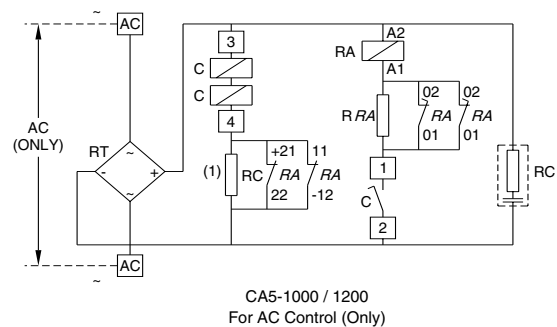 ~ AC
3
A2
C
RA
C
A1
AC
(ONLY)
4
02 02
R RA RA RA
01 01
RT
~
- +
~
+21 11
(1) RC RA RA
22 -12
1
RC
C
2
AC
~
CA5-1000 / 1200
For AC Control (Only)